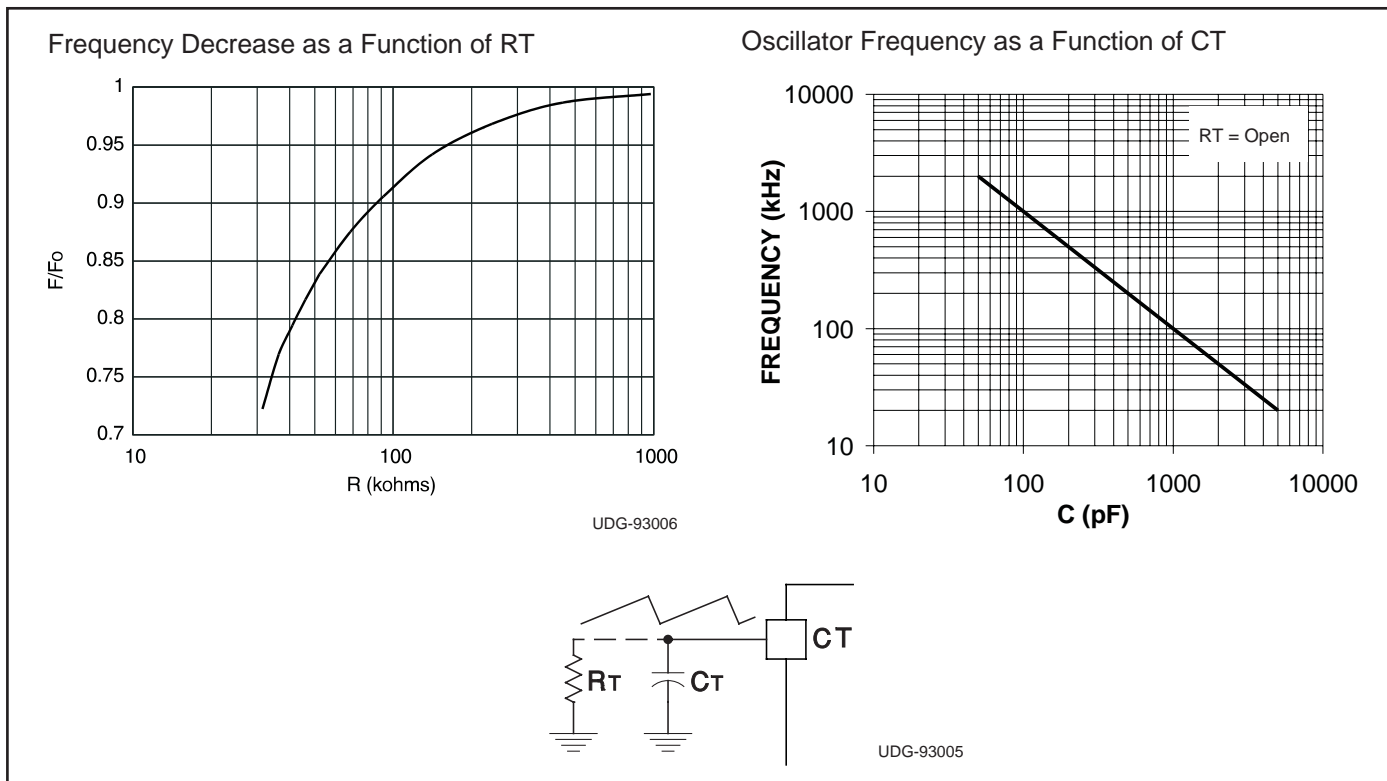 Frequency Decrease as a Function of RT
1
0.95
0.9
0.85
0.8
0.75
0.7
F/Fo
10
100
1000
R (kohms)
UDG-93006
Oscillator Frequency as a Function of CT
10000
1000
100
10
FREQUENCY (kHz)
RT = Open
10
100
1000
10000
C (pF)
RT
CT
CT
UDG-93005